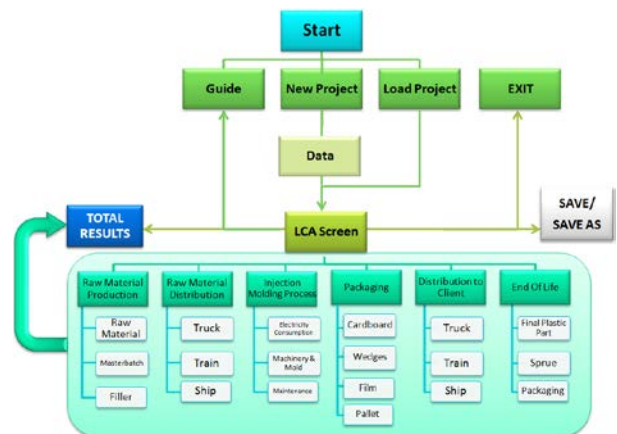 Start
Guide
New Project
Load Project
EXIT
Data
TOTAL
RESULTS
LCA Screen
SAVE/
SAVE AS
Raw Material
Production
Raw Material
Distribution
Injection
Molding Process
Packaging
Distribution to
Client
End Of Life
Raw
Material
Masterbatch
Filler
Truck
Train
Ship
Electricity
Consumption
Machinery &
Mold
Maintenance
Cardboard
Wedges
Film
Pallet
Truck
Train
Ship
Final Plastic
Part
Sprue
Packaging